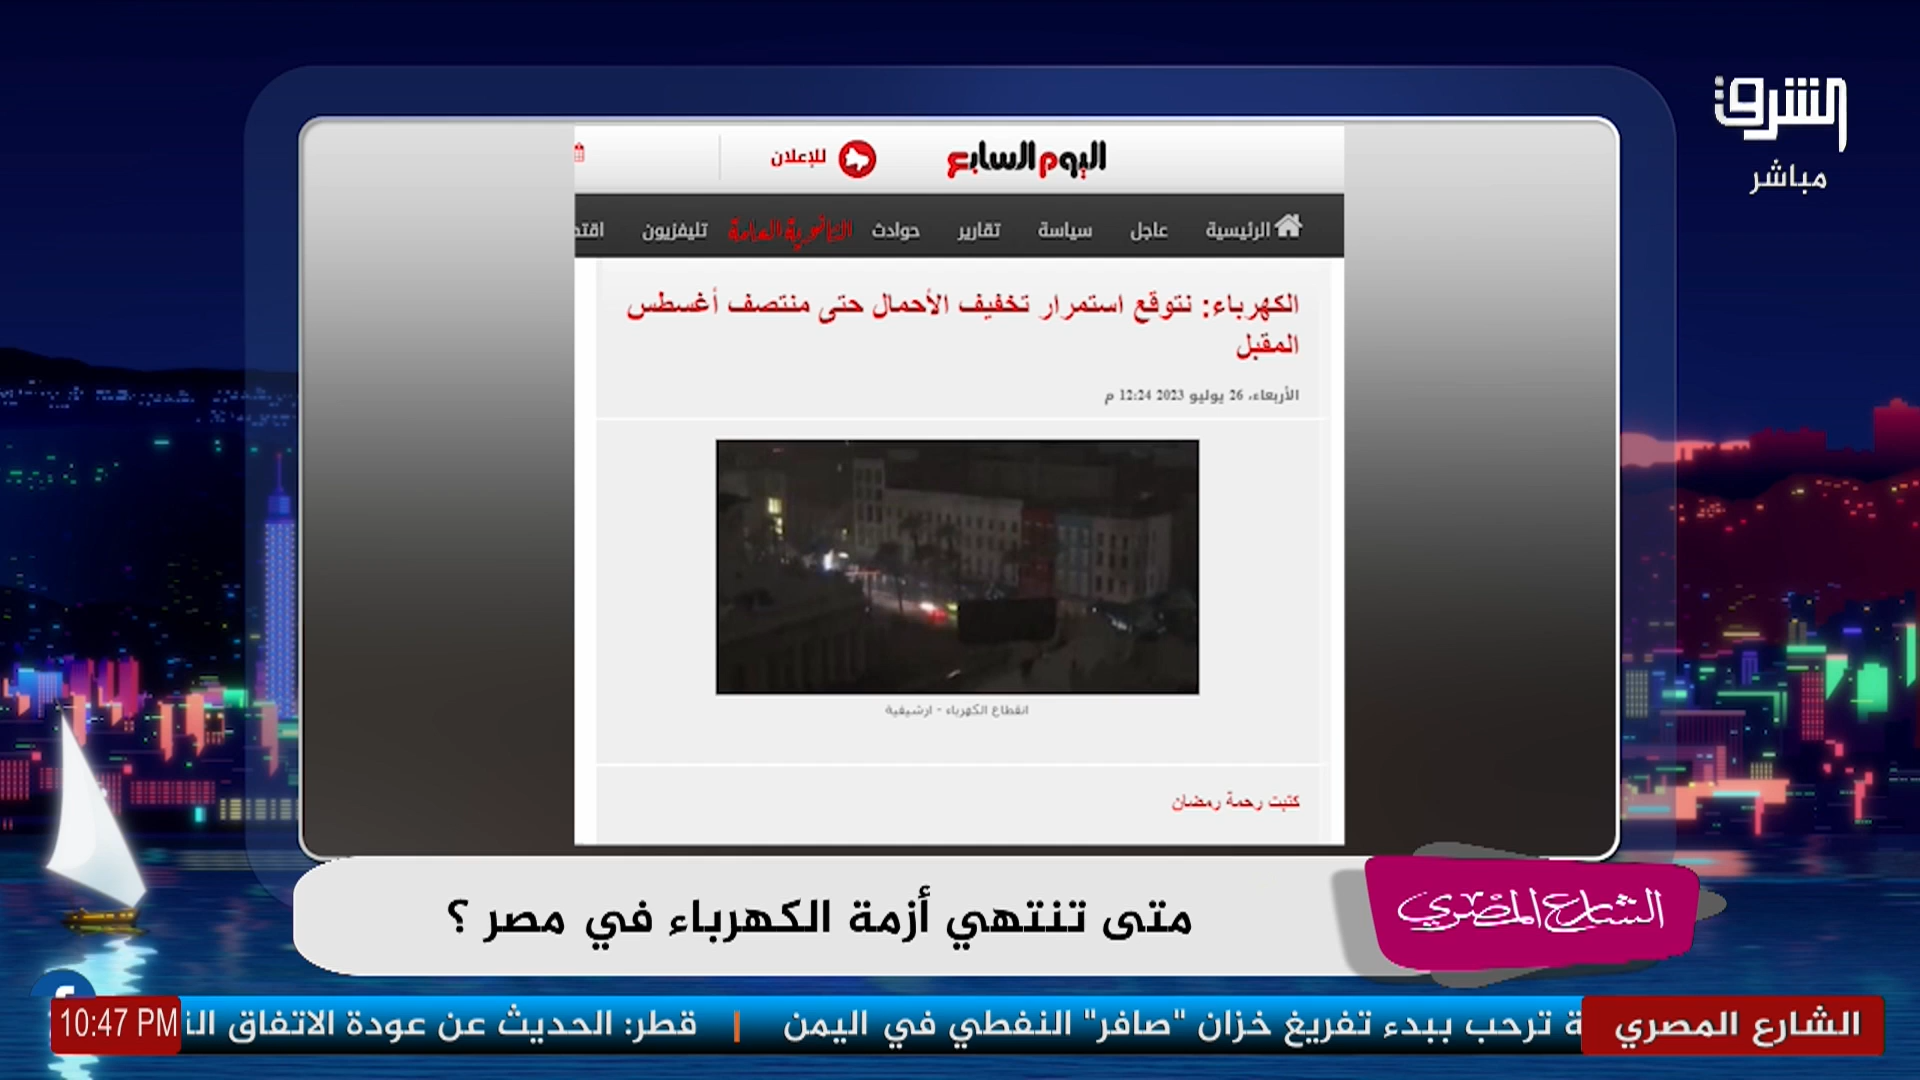 الشرق
مباشر
اليوم السابع
للإعلان
الرئيسية عاجل سياسة تقارير حوادث الثانوية العامة تليفزيون
الكهرباء: نتوقع استمرار تخفيف الأحمال حتى منتصف أغسطس
المقبل
الأربعاء، 26 يوليو 2023 12:24 م
انقطاع الكهرباء - ارشيفية
كتبت رحمة رمضان
الشارع المصري
متى تنتهي أزمة الكهرباء في مصر ؟
الشارع المصري
ترحب ببدء تفريغ خزان "صافر" النفطي في اليمن | قطر: الحديث عن عودة الاتفاق
10:47 PM